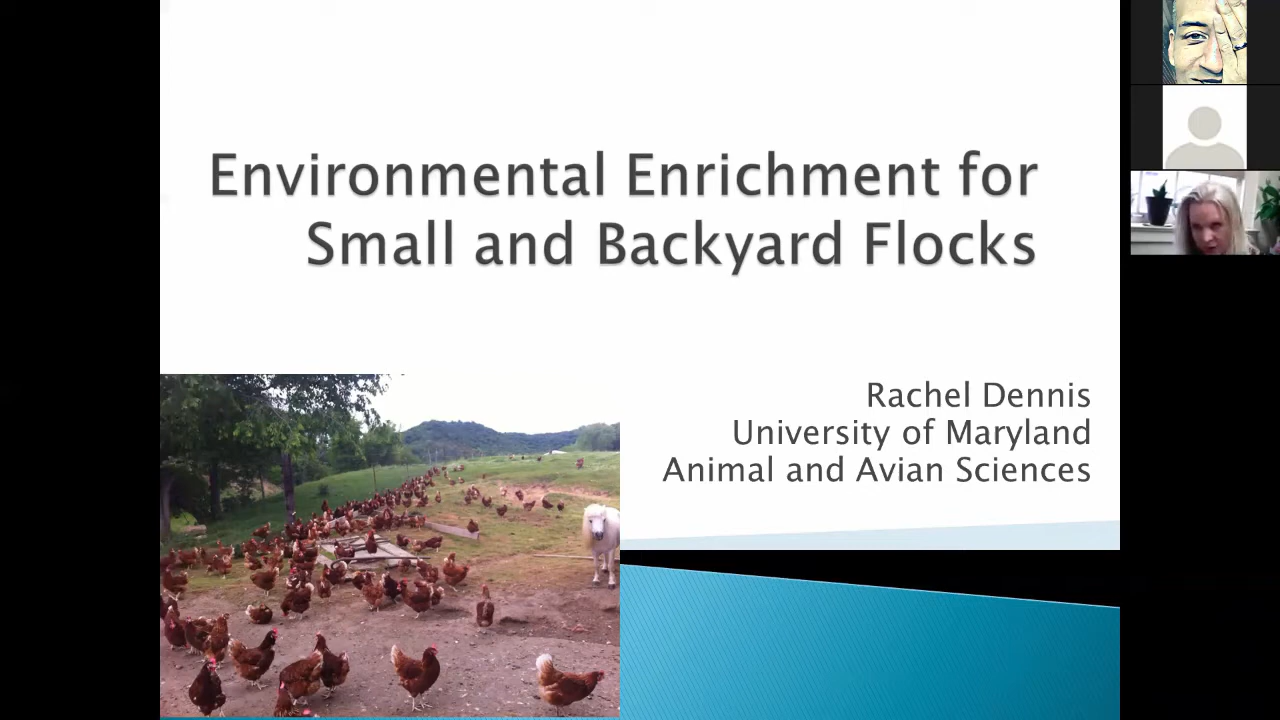 Environmental Enrichment for
Small and Backyard Flocks
Rachel Dennis
University of Maryland
Animal and Avian Sciences